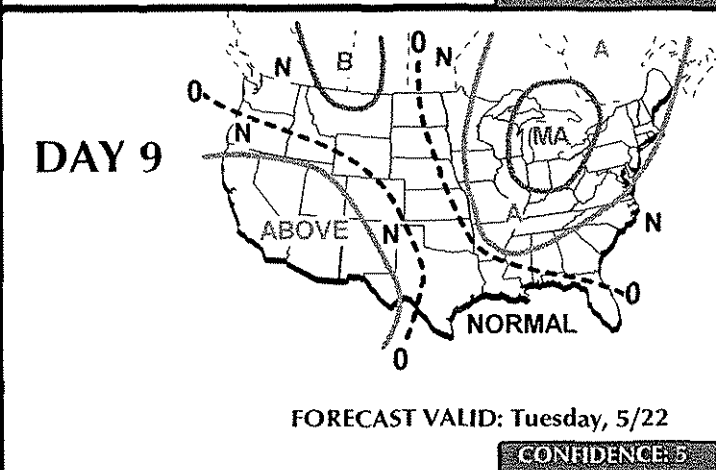 0
N
B
N
A
0
N
DAY 9
(MA
ABOVE
N
A
N
0
NORMAL
0
FORECAST VALID: Tuesday, 5/22
CONFIDENCE: 5